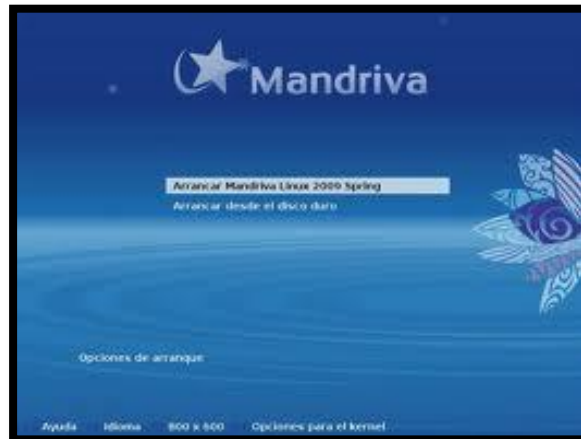 Mandriva
Arrancar Mandriva Linux 2009 Spring
Arrancar desde el disco duro
Opciones de arranque
Ayuda Idioma 800 x 600 Opciones para el kernel